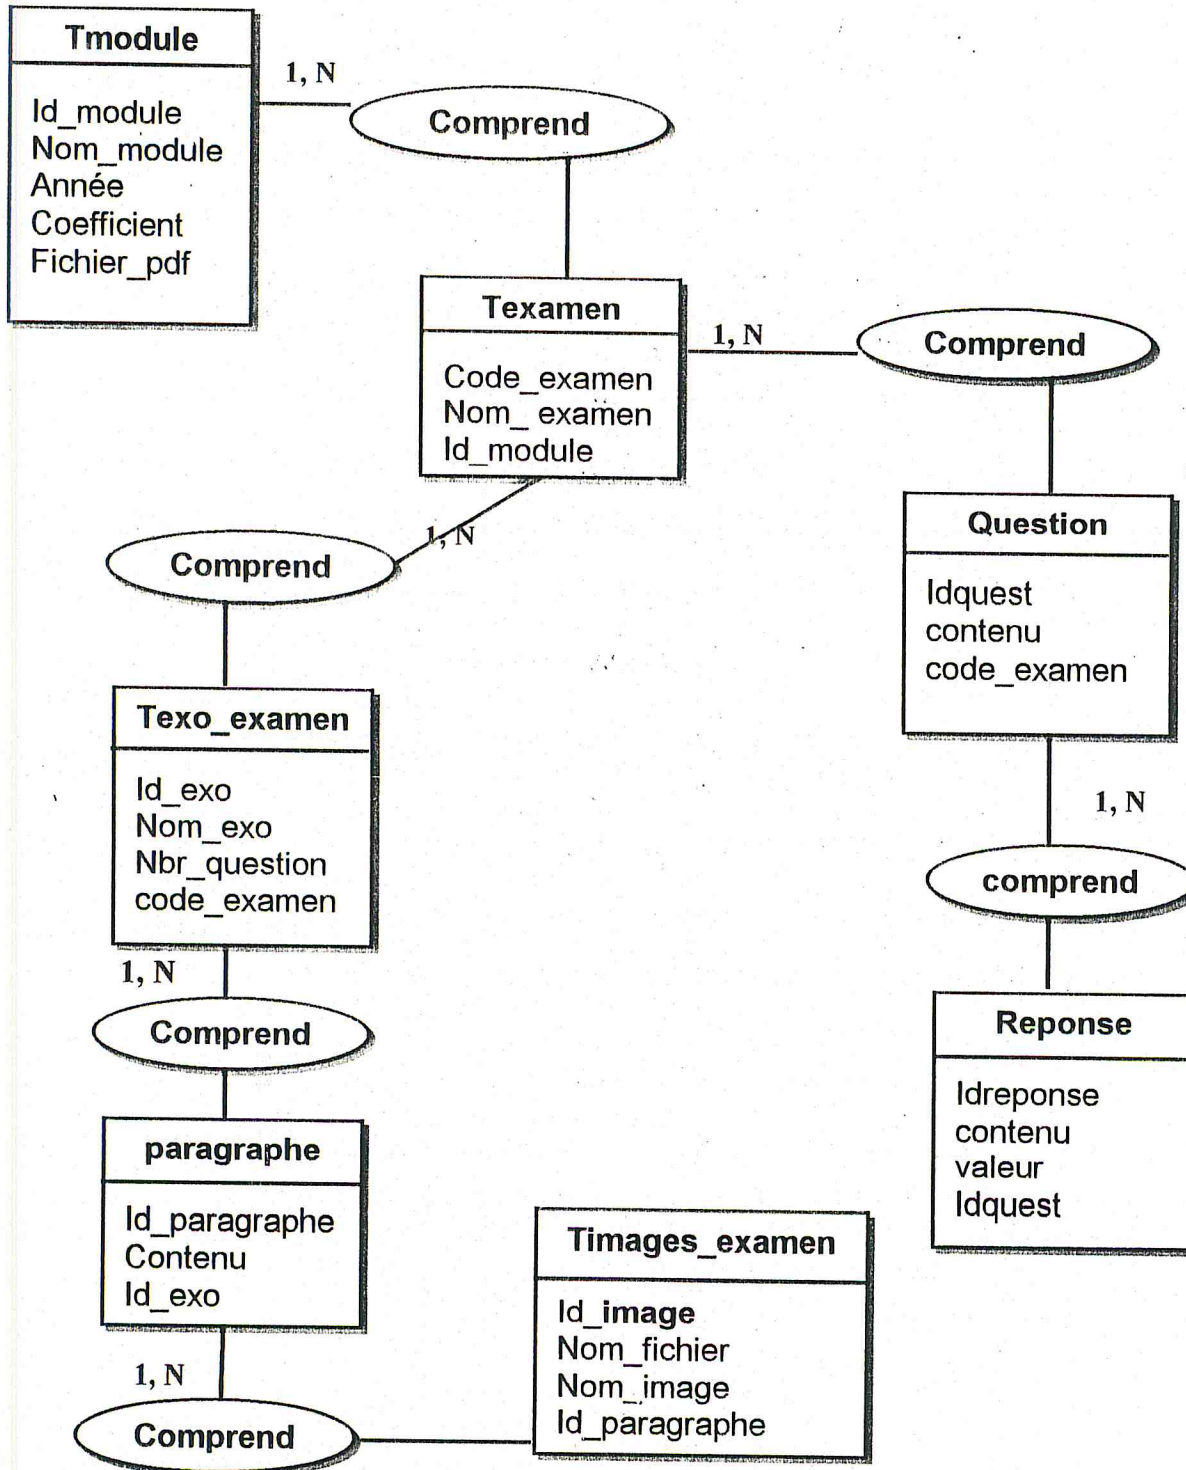 Tmodule
Id_module
Nom_module
Année
Coefficient
Fichier_pdf
1, N
Comprend
Texamen
Code_examen
Nom_ examen
Id_module
1, N
Comprend
Question
Idquest
contenu
code_examen
1, N
comprend
Reponse
Idreponse
contenu
valeur
Idquest
1, N
Comprend
Texo_examen
Id_exo
Nom_exo
Nbr_question
code_examen
1, N
Comprend
paragraphe
Id_paragraphe
Contenu
Id_exo
1, N
Comprend
Timages_examen
Id_image
Nom_fichier
Nom_image
Id_paragraphe